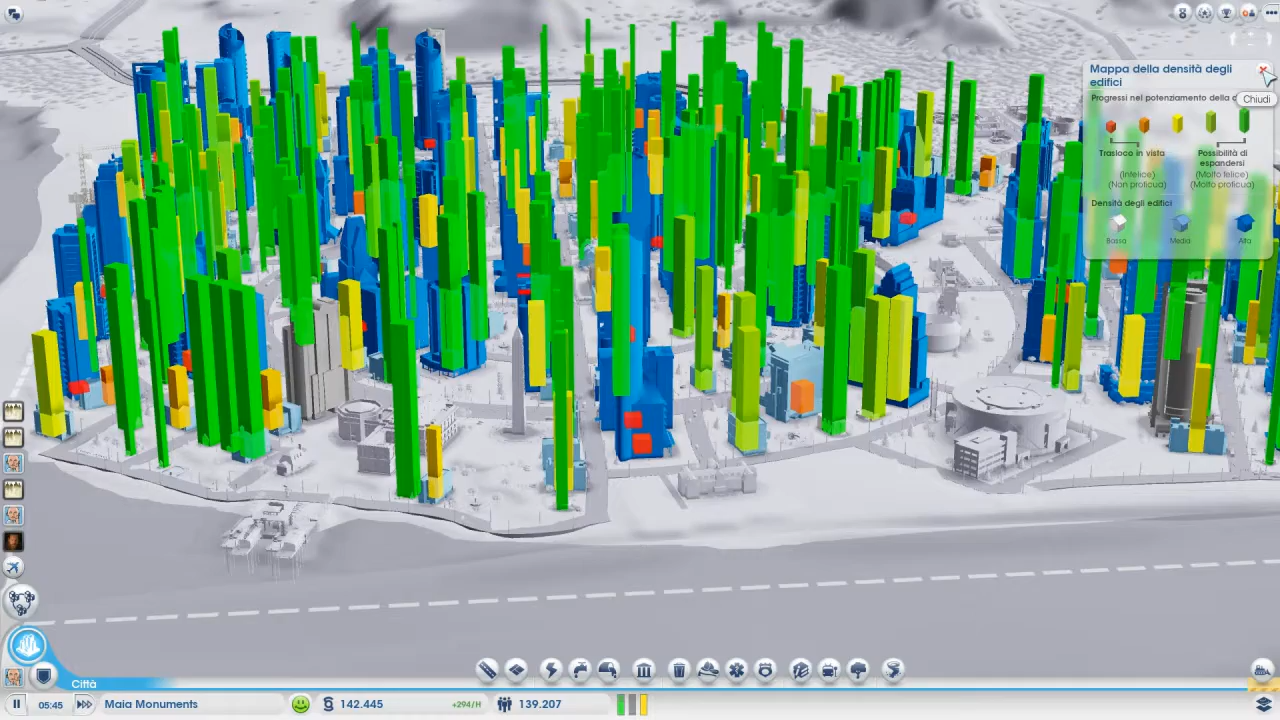 Mappa della densità degli
edifici
Progressi nel potenziamento della
Chiudi
Trasloco in vista
(Infelice)
(Non proficua)
Possibilità di
espandersi
(Molto felice)
(Molto proficua)
Densità degli edifici
Bassa
Media
Alta
Città
05:45
Maia Monuments
142.445
+294/H
139.207